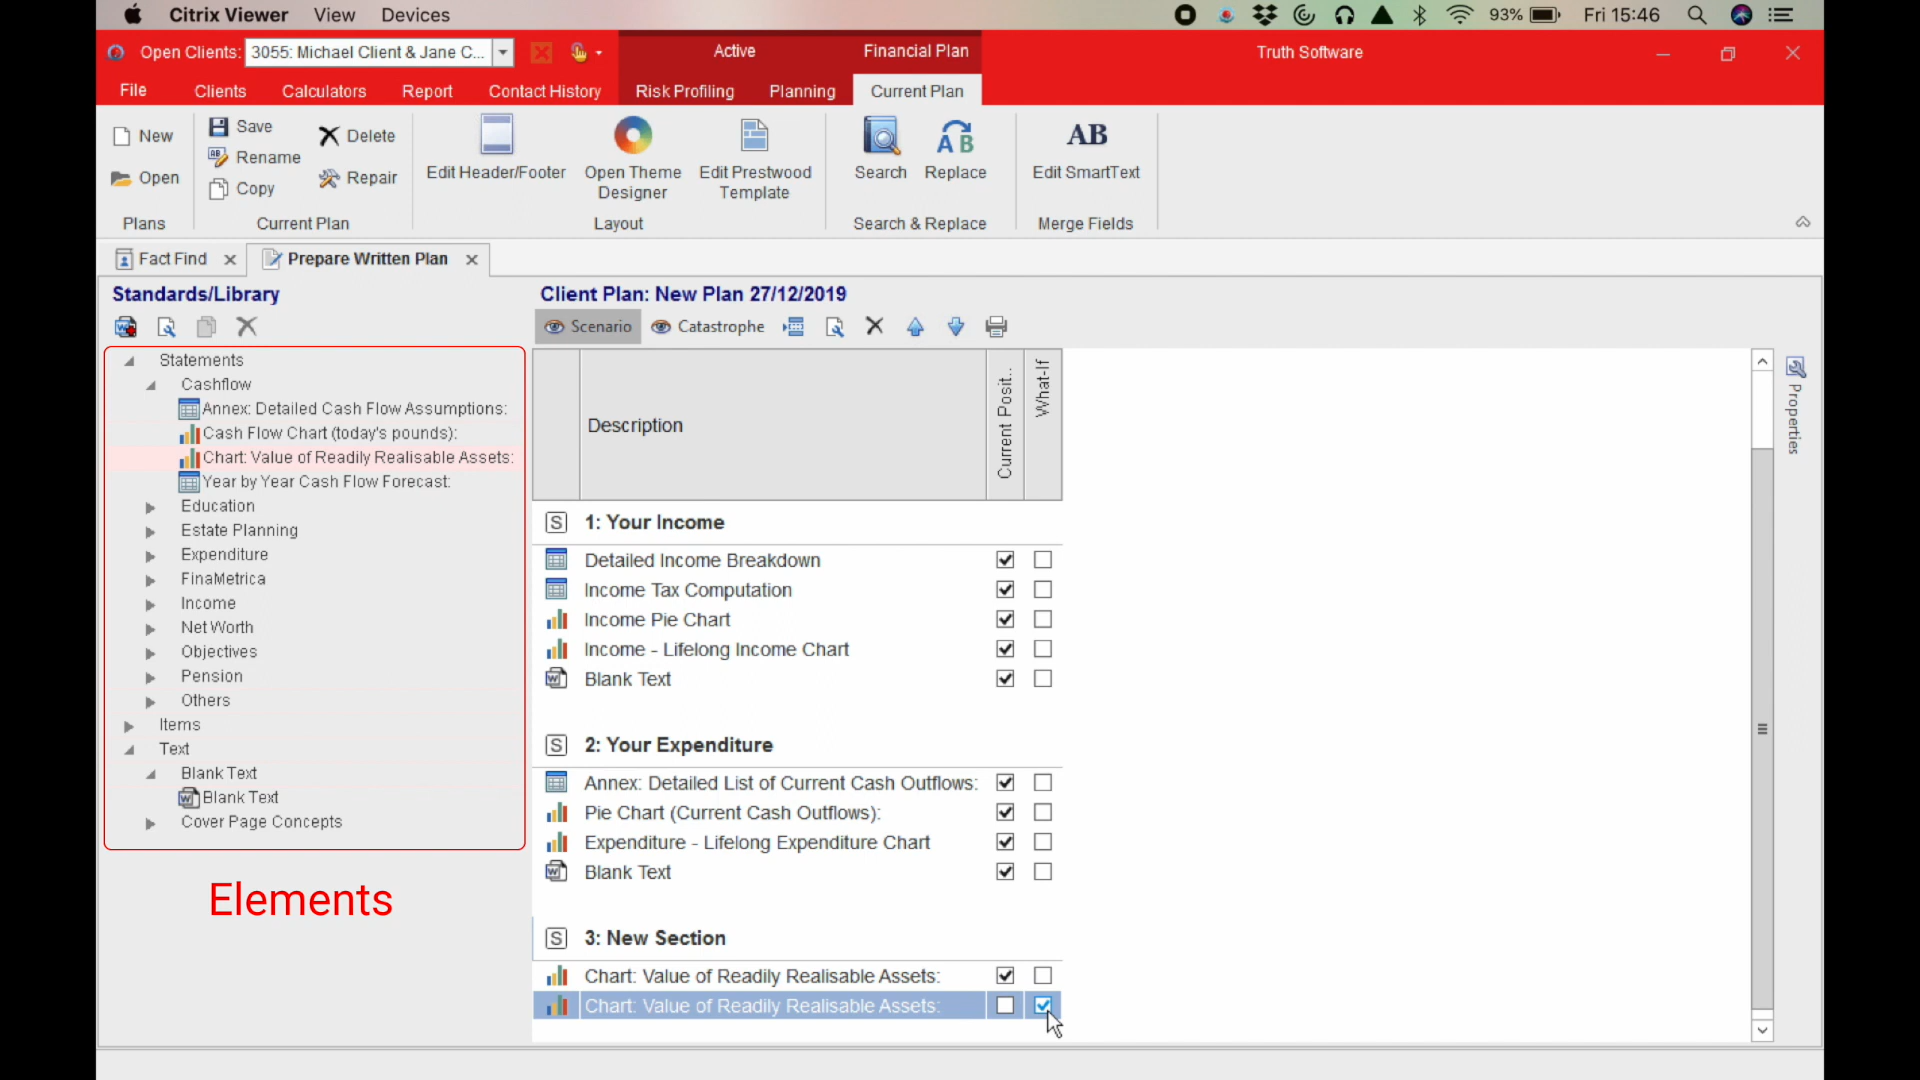 Citrix Viewer View Devices 93% Fri 15:46
Open Clients: 3055: Michael Client & Jane C... Active Financial Plan Truth Software
File Clients Calculators Report Contact History Risk Profiling Planning Current Plan
New Save Delete AB
Rename
Open Copy Repair Edit Header/Footer Open Theme Designer Edit Prestwood Template Search Replace Edit SmartText
Plans Current Plan Layout Search & Replace Merge Fields
Fact Find Prepare Written Plan
Standards/Library
Client Plan: New Plan 27/12/2019
Scenario Catastrophe
Statements
Cashflow
Annex: Detailed Cash Flow Assumptions:
Cash Flow Chart (today's pounds):
Chart: Value of Readily Realisable Assets:
Year by Year Cash Flow Forecast:
Education
Estate Planning
Expenditure
FinaMetrica
Income
Net Worth
Objectives
Pension
Others
Items
Text
Blank Text
Blank Text
Cover Page Concepts
Elements
Description Current Posit.. What-If
Properties
S 1: Your Income
Detailed Income Breakdown
Income Tax Computation
Income Pie Chart
Income - Lifelong Income Chart
Blank Text
S 2: Your Expenditure
Annex: Detailed List of Current Cash Outflows:
Pie Chart (Current Cash Outflows):
Expenditure - Lifelong Expenditure Chart
Blank Text
S 3: New Section
Chart: Value of Readily Realisable Assets:
Chart: Value of Readily Realisable Assets: